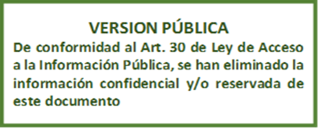 VERSION PÚBLICA
De conformidad al Art. 30 de Ley de Acceso
a la Información Pública, se han eliminado la
información confidencial y/o reservada de
este documento